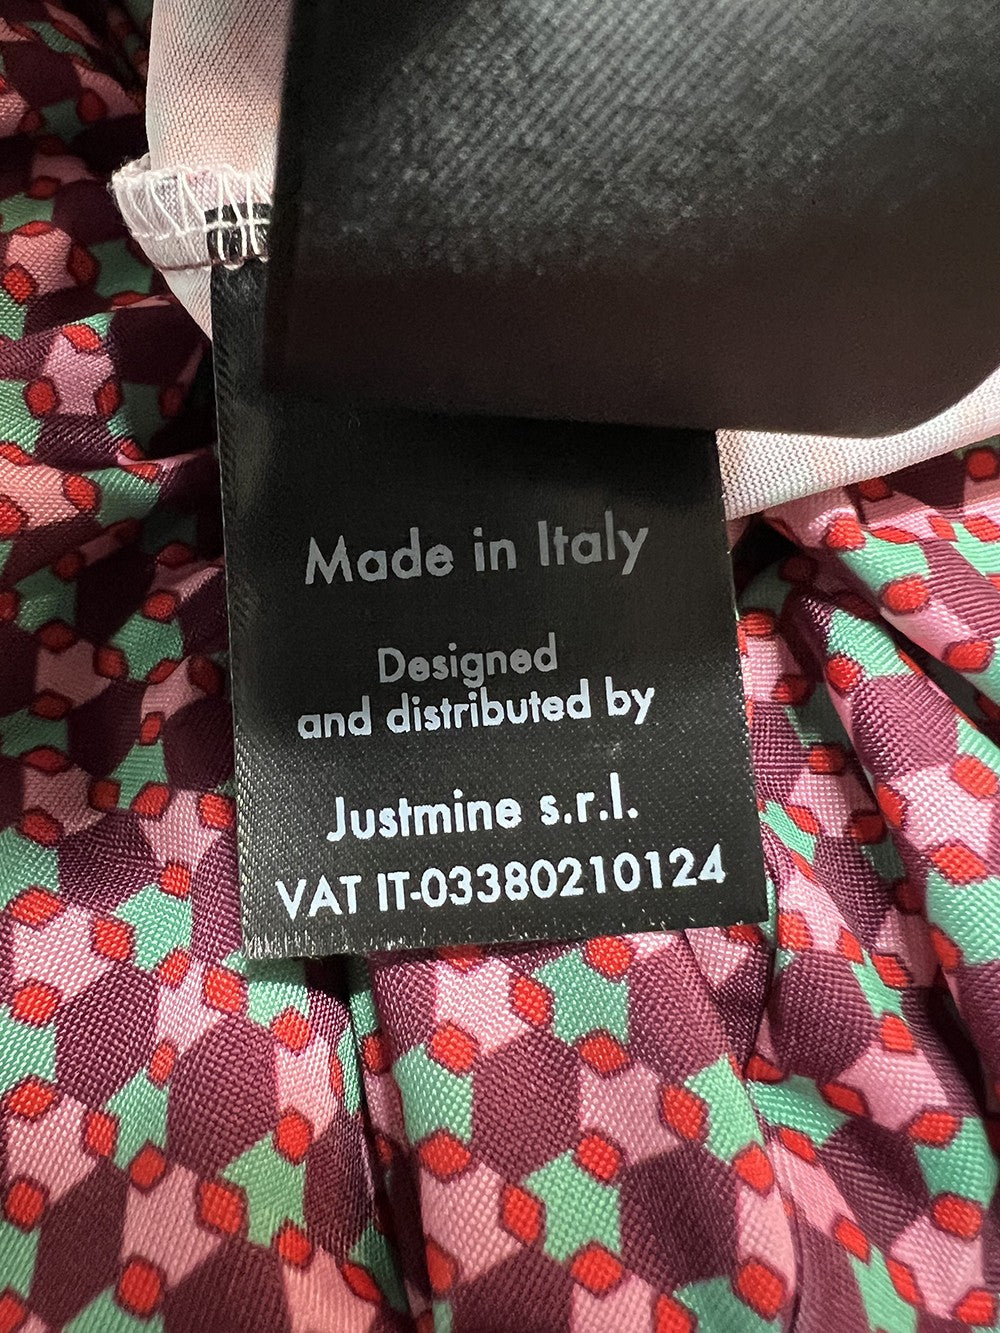 Made in Italy
Designed
and distributed by
Justmine s.r.l.
VAT IT-03380210124